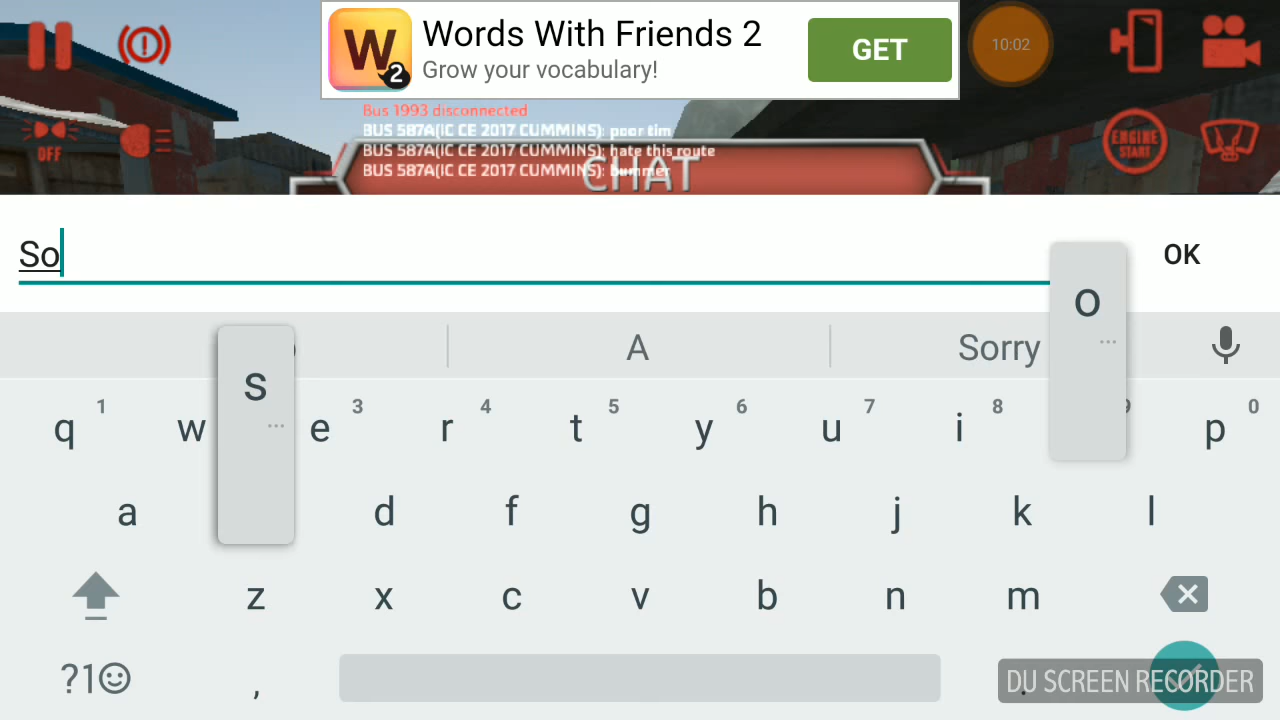 W 2
Words With Friends 2
Grow your vocabulary!
GET
10:02
OFF
ENGINE START
Bus 1993 disconnected
BUS 587A(IC CE 2017 CUMMINS): poor tim
BUS 587A(IC CE 2017 CUMMINS): hate this route
BUS 587A(IC CE 2017 CUMMINS): bummer
CHAT
So
OK
A
Sorry
s
o
q 1 w e 3 r 4 t 5 y 6 u 7 i 8 9 p 0
a d f g h j k l
z x c v b n m
?1☺ , .
DU SCREEN RECORDER